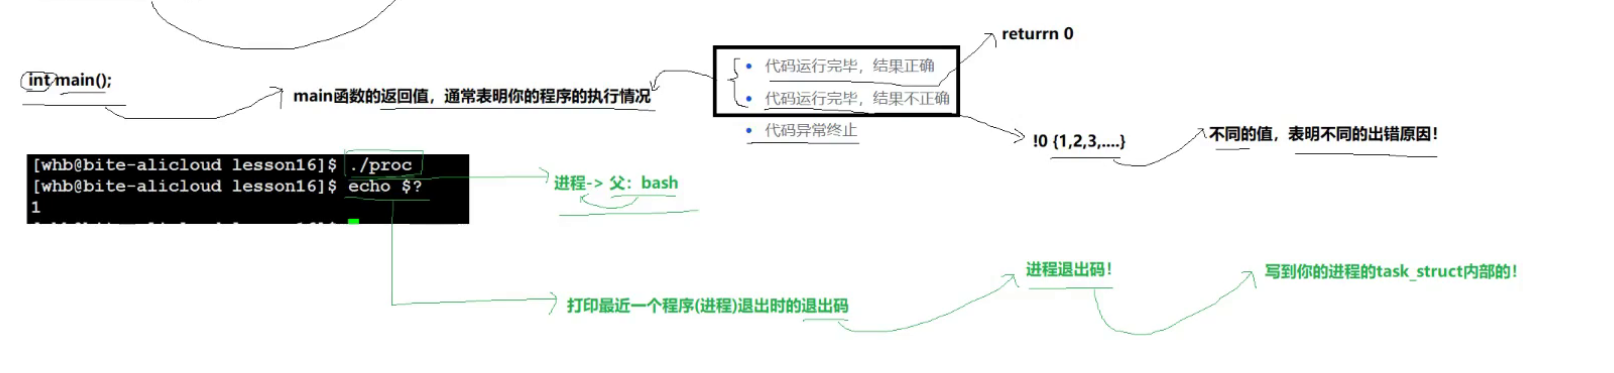 returrn 0
int main();
main函数的返回值，通常表明你的程序的执行情况
• 代码运行完毕，结果正确
• 代码运行完毕，结果不正确
• 代码异常终止
!0 {1,2,3,....}
不同的值，表明不同的出错原因！
[whb@bite-alicloud lesson16]$ ./proc
[whb@bite-alicloud lesson16]$ echo $?
1
进程-> 父：bash
打印最近一个程序(进程)退出时的退出码
进程退出码！
写到你的进程的task_struct内部的！